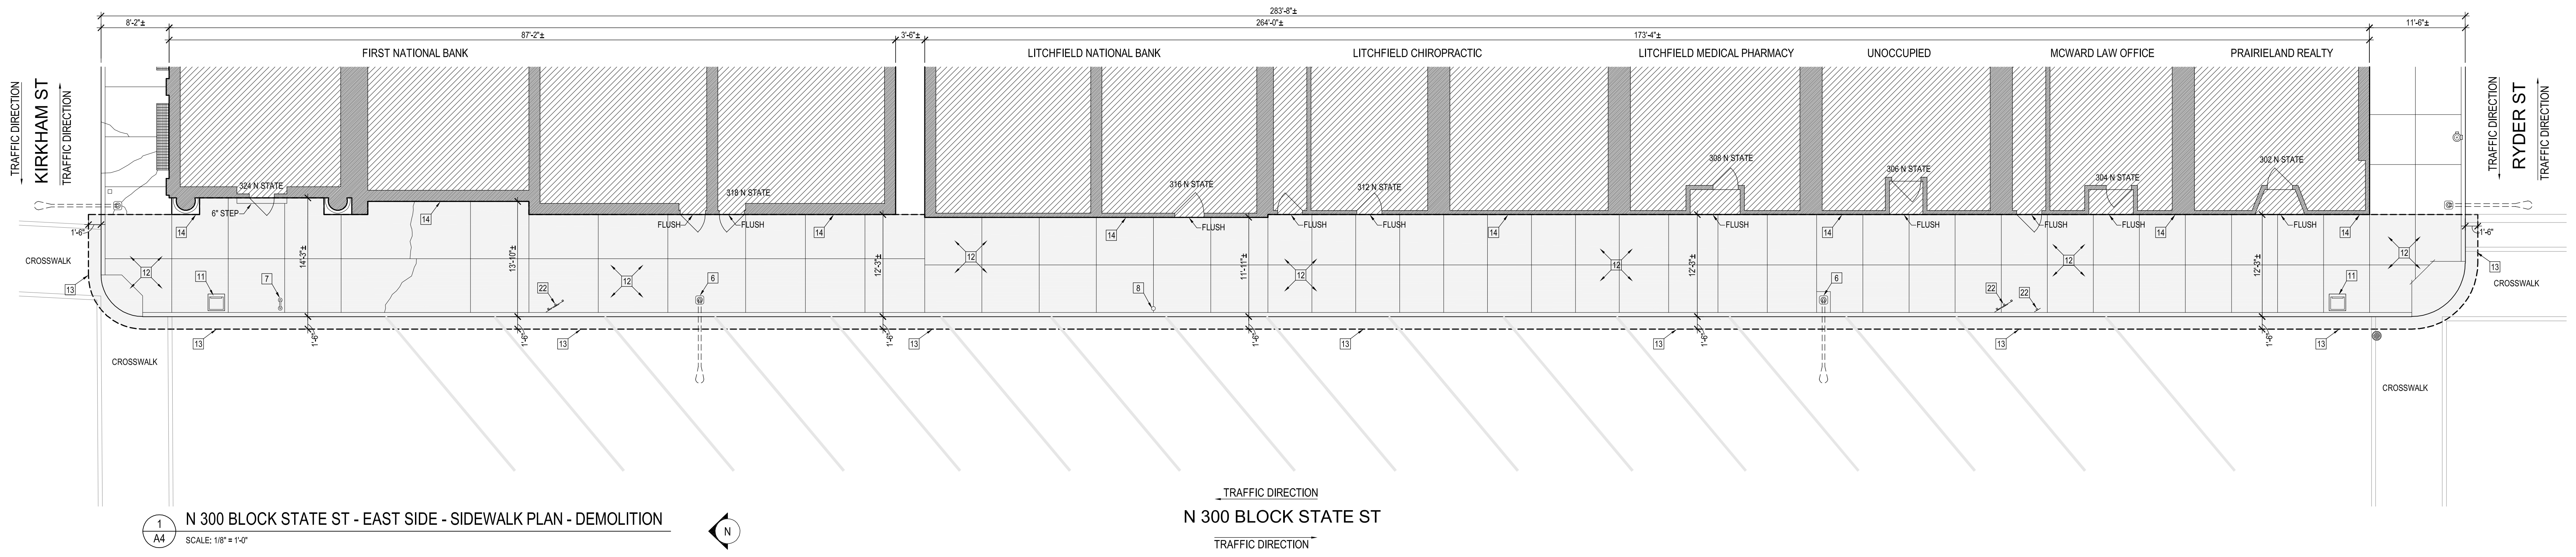 283'-8"±
8'-2"±
264'-0"±
11'-6"±
87'-2"±
3'-6"±
173'-4"±
FIRST NATIONAL BANK
LITCHFIELD NATIONAL BANK
LITCHFIELD CHIROPRACTIC
LITCHFIELD MEDICAL PHARMACY
UNOCCUPIED
MCWARD LAW OFFICE
PRAIRIELAND REALTY
TRAFFIC DIRECTION
KIRKHAM ST
TRAFFIC DIRECTION
TRAFFIC DIRECTION
RYDER ST
TRAFFIC DIRECTION
324 N STATE
318 N STATE
316 N STATE
312 N STATE
308 N STATE
306 N STATE
304 N STATE
302 N STATE
6" STEP
FLUSH
FLUSH
FLUSH
FLUSH
FLUSH
FLUSH
FLUSH
FLUSH
FLUSH
FLUSH
14
14
14
14
14
14
14
14
1'-6"
1'-6"
CROSSWALK
CROSSWALK
14'-3"±
13'-10"±
12'-3"±
11'-11"±
12'-3"±
12'-3"±
12
12
12
12
12
12
12
11
7
22
6
8
6
22
22
11
13
13
13
13
13
13
13
13
13
13
1'-6"
1'-6"
1'-6"
1'-6"
1'-6"
1'-6"
CROSSWALK
CROSSWALK
1
A4
N 300 BLOCK STATE ST - EAST SIDE - SIDEWALK PLAN - DEMOLITION
SCALE: 1/8" = 1'-0"
N
TRAFFIC DIRECTION
N 300 BLOCK STATE ST
TRAFFIC DIRECTION